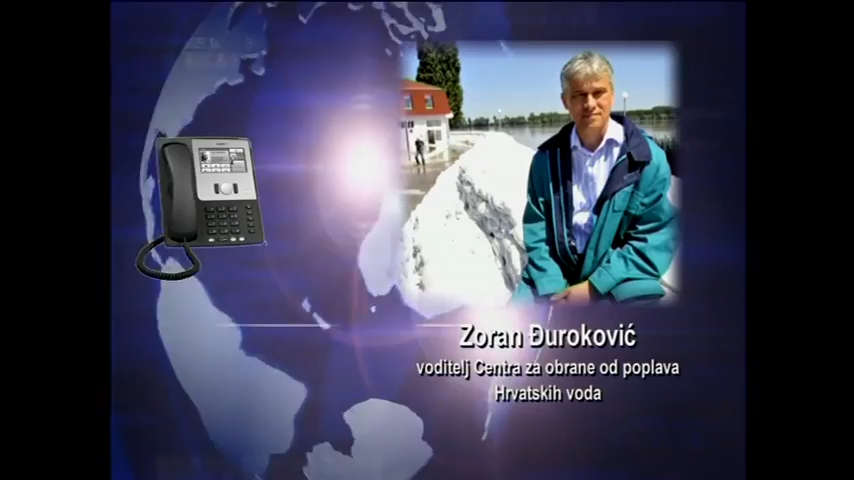 Zoran Đuroković
voditelj Centra za obrane od poplava
Hrvatskih voda